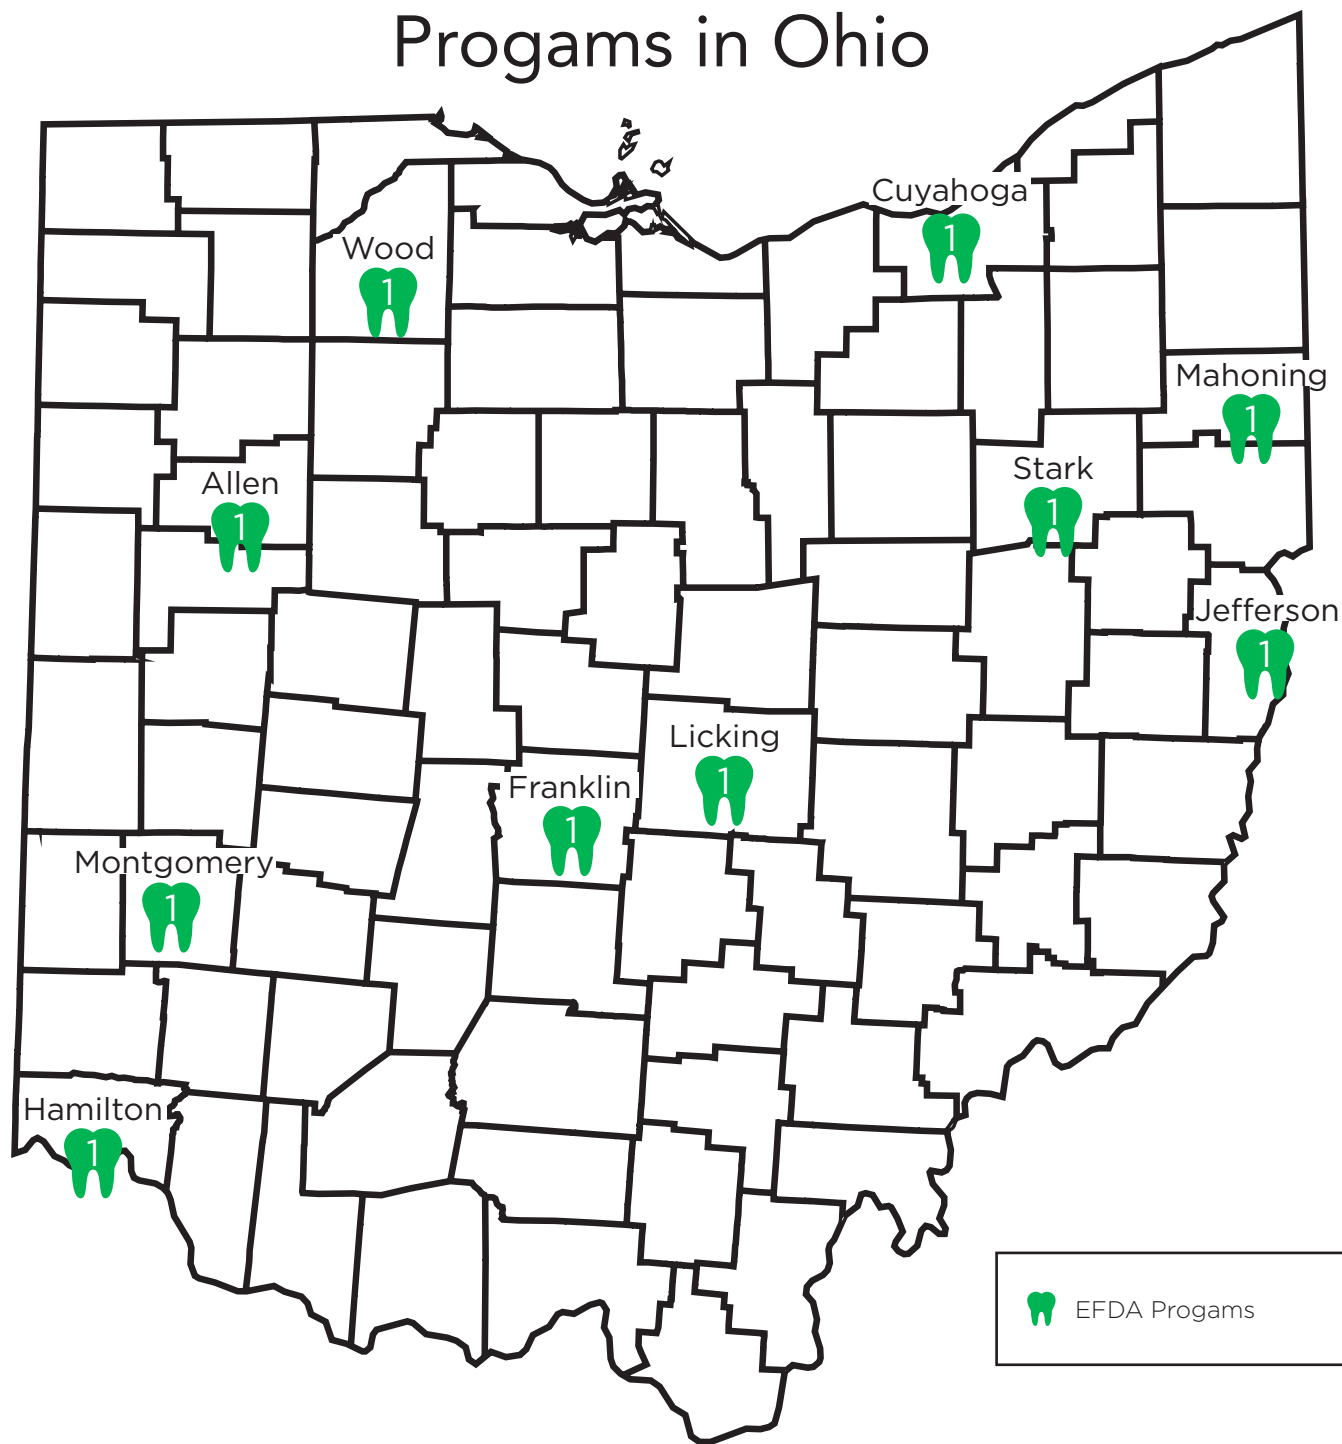 Progams in Ohio
Cuyahoga
1
Wood
1
Mahoning
1
Stark
1
Allen
1
Jefferson
1
Licking
1
Franklin
1
Montgomery
1
Hamilton
1
EFDA Progams